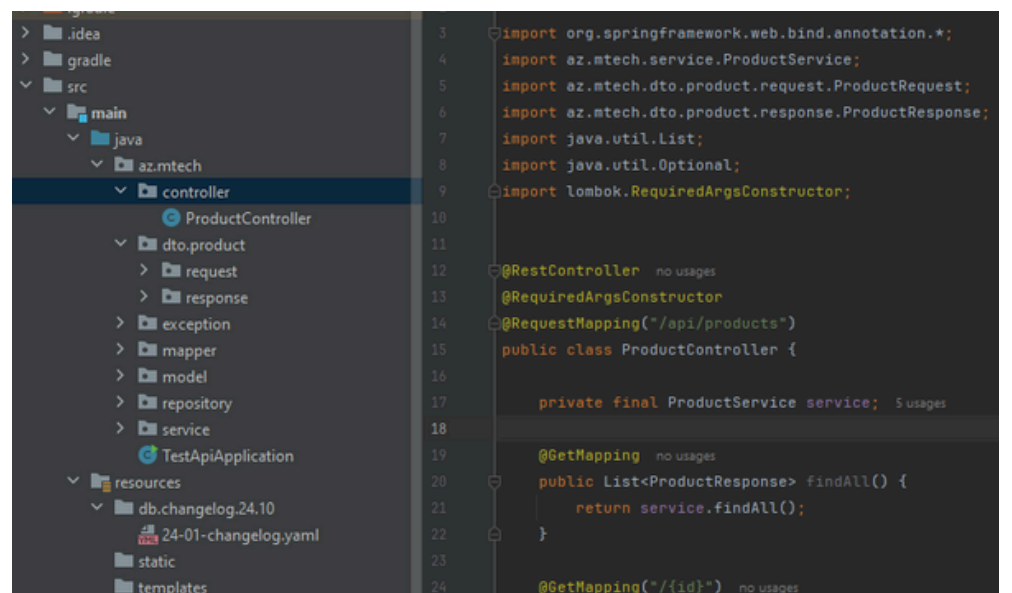 .idea
gradle
src
main
java
az.mtech
controller
ProductController
dto.product
request
response
exception
mapper
model
repository
service
TestApiApplication
resources
db.changelog.24.10
24-01-changelog.yaml
static
templates
3 import org.springframework.web.bind.annotation.*;
4 import az.mtech.service.ProductService;
5 import az.mtech.dto.product.request.ProductRequest;
6 import az.mtech.dto.product.response.ProductResponse;
7 import java.util.List;
8 import java.util.Optional;
9 import lombok.RequiredArgsConstructor;
10
11
12 @RestController no usages
13 @RequiredArgsConstructor
14 @RequestMapping("/api/products")
15 public class ProductController {
16
17 private final ProductService service; 5 usages
18
19 @GetMapping no usages
20 public List<ProductResponse> findAll() {
21 return service.findAll();
22 }
23
24 @GetMapping("/{id}") no usages